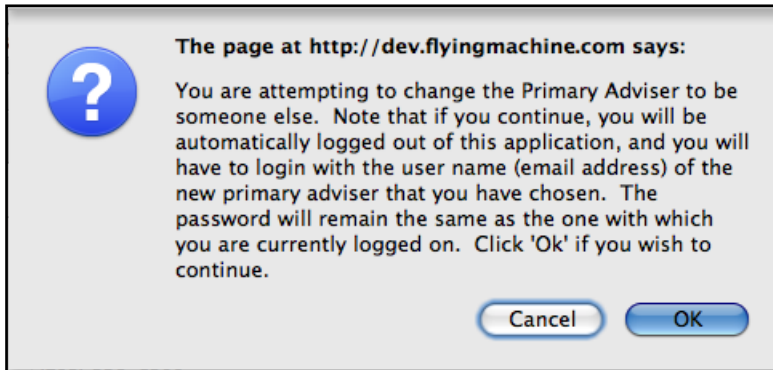 The page at http://dev.flyingmachine.com says:
You are attempting to change the Primary Adviser to be
someone else.  Note that if you continue, you will be
automatically logged out of this application, and you will
have to login with the user name (email address) of the
new primary adviser that you have chosen.  The
password will remain the same as the one with which
you are currently logged on.  Click 'Ok' if you wish to
continue.
Cancel OK